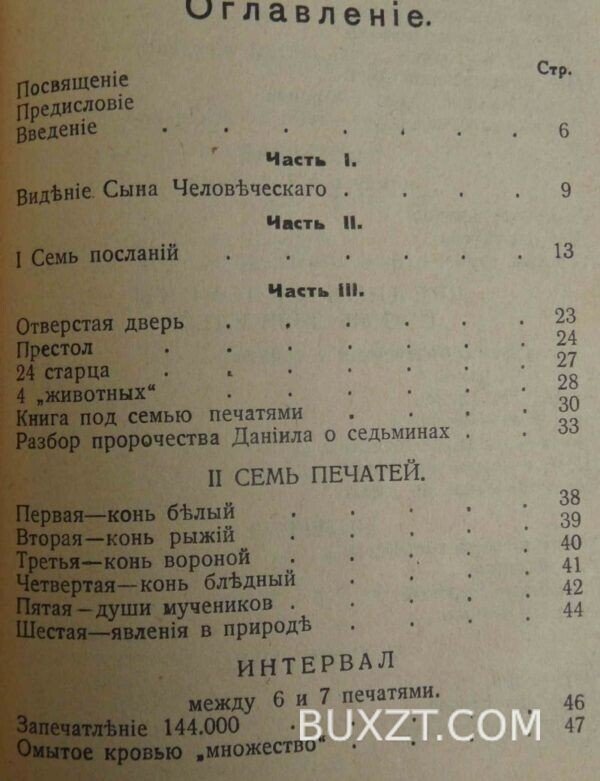 Оглавленіе.
Стр.
Посвященіе
Предисловіе
Введеніе . . . . . . 6
Часть I.
Видѣніе Сына Человѣческаго . . . . 9
Часть II.
I Семь посланій . . . . . . 13
Часть III.
Отверстая дверь . . . . . . 23
Престол . . . . . . . 24
24 старца . . . . . . . 27
4 „животных“ . . . . . . 28
Книга под семью печатями . . . . 30
Разбор пророчества Даніила о седьминах . . 33
II СЕМЬ ПЕЧАТЕЙ.
Первая—конь бѣлый . . . . . 38
Вторая—конь рыжій . . . . . 39
Третья—конь вороной . . . . . 40
Четвертая—конь блѣдный . . . . 41
Пятая—души мучеников . . . . . 42
Шестая—явленія в природѣ . . . . 44
ИНТЕРВАЛ
между 6 и 7 печатями.
Запечатлѣніе 144.000 . . . . . 46
Омытое кровью „множество“ . . . . 47
BUXZT.COM